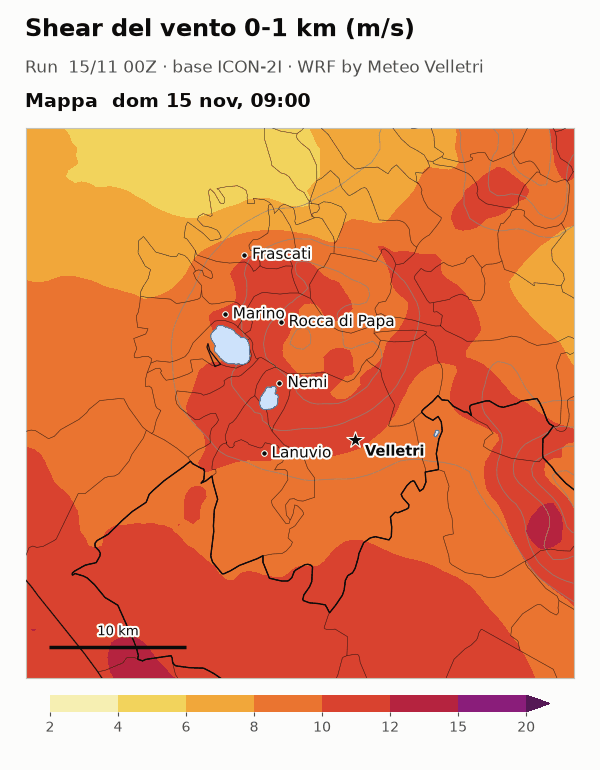 Shear del vento 0-1 km (m/s)
Run 15/11 00Z · base ICON-2I · WRF by Meteo Velletri
Mappa dom 15 nov, 09:00
Frascati
Marino
Rocca di Papa
Nemi
Velletri
Lanuvio
10 km
2 4 6 8 10 12 15 20